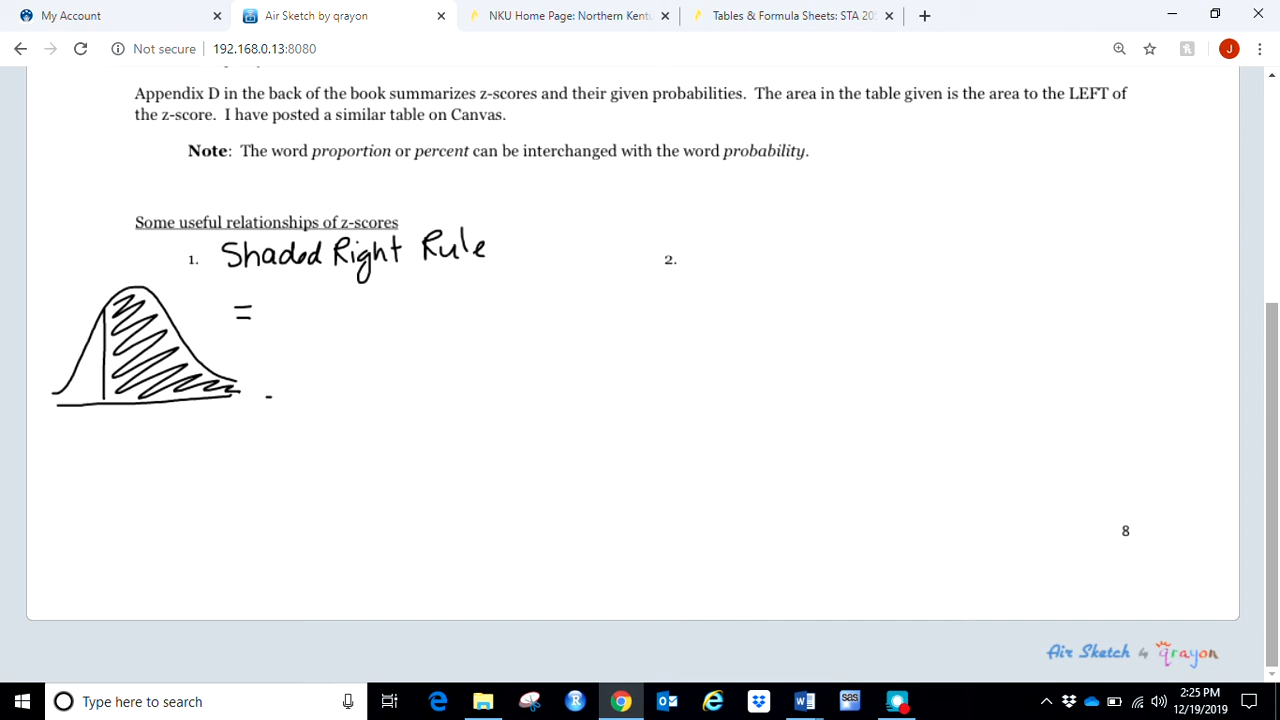 My Account
Air Sketch by qrayon
NKU Home Page: Northern Kentu
Tables & Formula Sheets: STA 20
Not secure | 192.168.0.13:8080
J
Appendix D in the back of the book summarizes z-scores and their given probabilities. The area in the table given is the area to the LEFT of
the z-score. I have posted a similar table on Canvas.
Note: The word proportion or percent can be interchanged with the word probability.
Some useful relationships of z-scores
1. Shaded Right Rule
2.
=
8
Air Sketch by qrayon
Type here to search
2:25 PM
12/19/2019